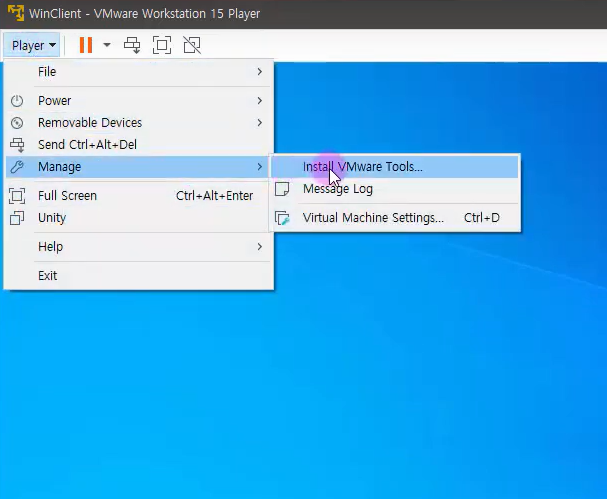 WinClient - VMware Workstation 15 Player
Player
File
Power
Removable Devices
Send Ctrl+Alt+Del
Manage
Install VMware Tools...
Message Log
Full Screen Ctrl+Alt+Enter
Unity
Virtual Machine Settings... Ctrl+D
Help
Exit